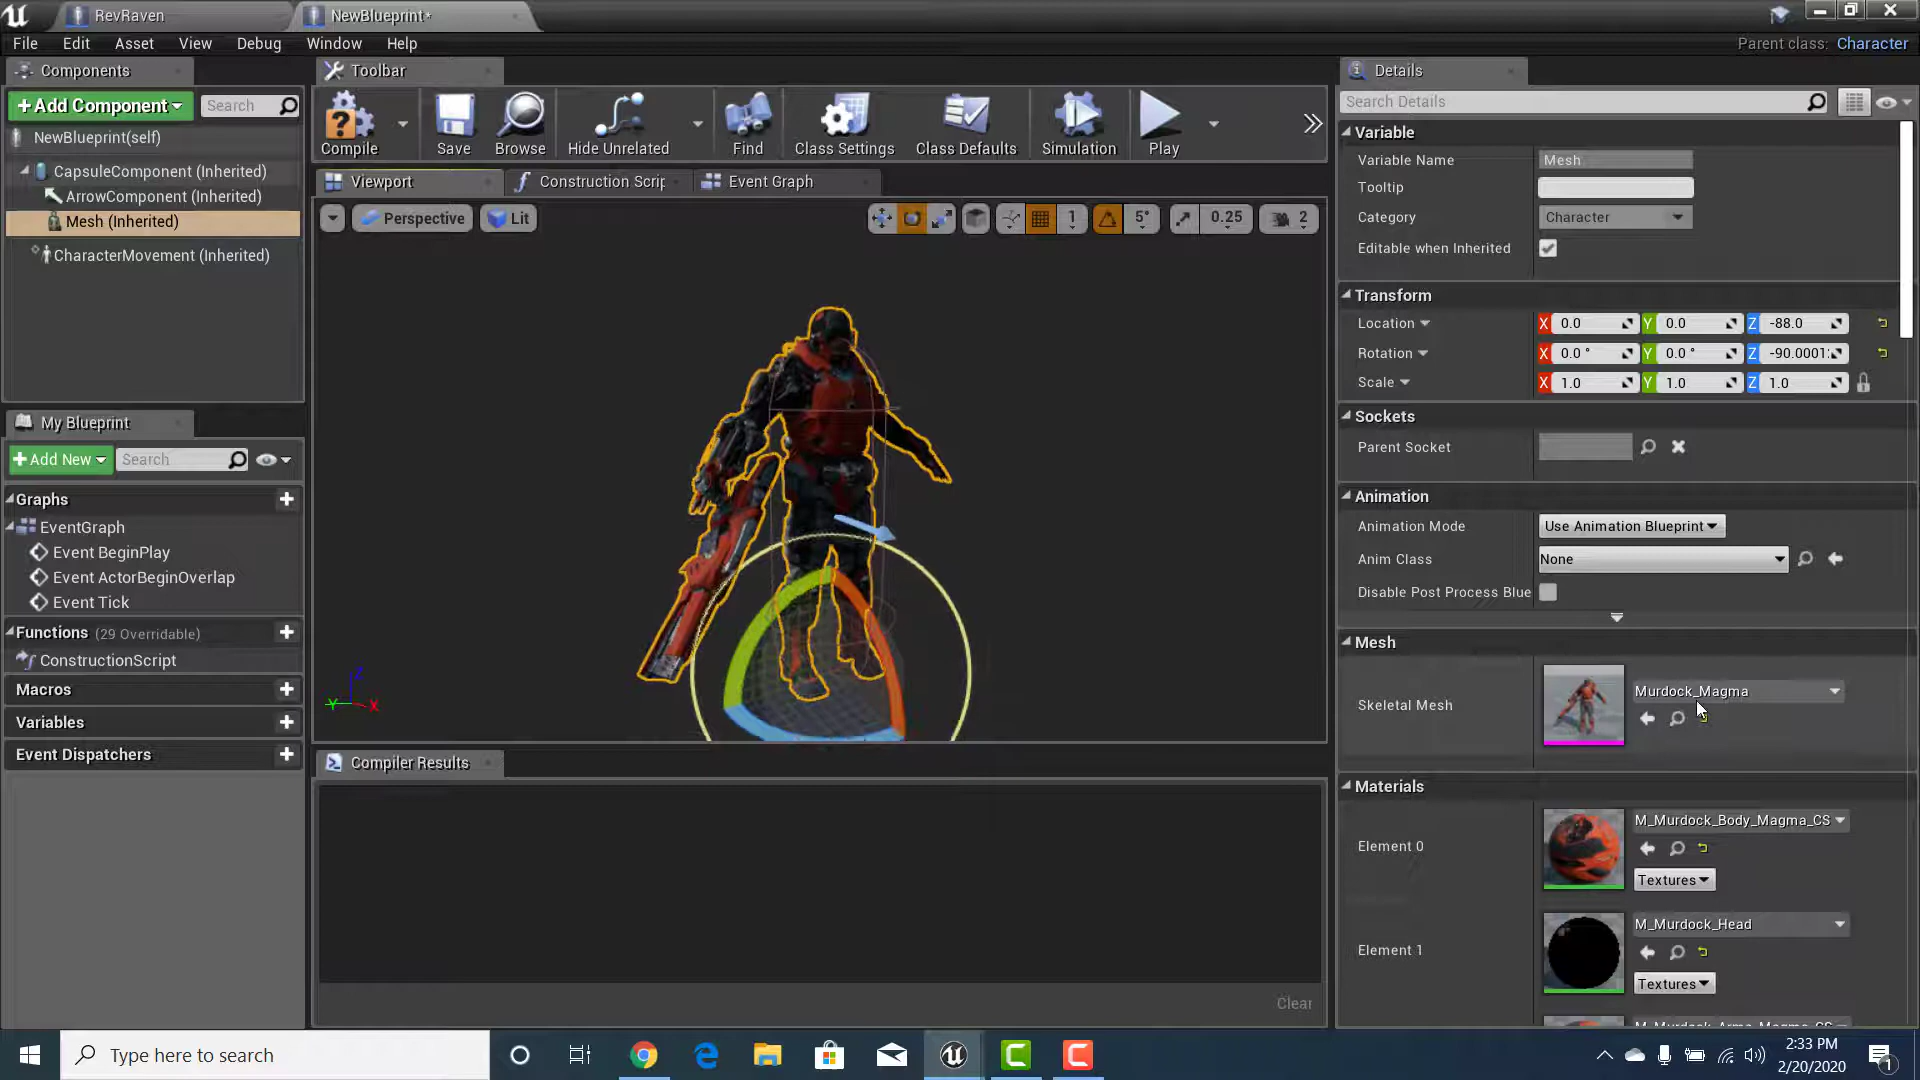 RevRaven
NewBlueprint*
File Edit Asset View Debug Window Help
Parent class: Character
Components
+Add Component
Search
NewBlueprint(self)
CapsuleComponent (Inherited)
ArrowComponent (Inherited)
Mesh (Inherited)
CharacterMovement (Inherited)
My Blueprint
+Add New
Search
Graphs
EventGraph
Event BeginPlay
Event ActorBeginOverlap
Event Tick
Functions (29 Overridable)
ConstructionScript
Macros
Variables
Event Dispatchers
Toolbar
Compile
Save
Browse
Hide Unrelated
Find
Class Settings
Class Defaults
Simulation
Play
Viewport
Construction Scrip
Event Graph
Perspective
Lit
1
5°
0.25
2
Z
Y
X
Compiler Results
Clear
Details
Search Details
Variable
Variable Name Mesh
Tooltip
Category Character
Editable when Inherited
Transform
Location X 0.0 Y 0.0 Z -88.0
Rotation X 0.0 ° Y 0.0 ° Z -90.0001
Scale X 1.0 Y 1.0 Z 1.0
Sockets
Parent Socket
Animation
Animation Mode Use Animation Blueprint
Anim Class None
Disable Post Process Blue
Mesh
Skeletal Mesh Murdock_Magma
Materials
Element 0 M_Murdock_Body_Magma_CS
Textures
Element 1 M_Murdock_Head
Textures
M_Murdock_Arms_Magma_CS
Type here to search
2:33 PM
2/20/2020
1